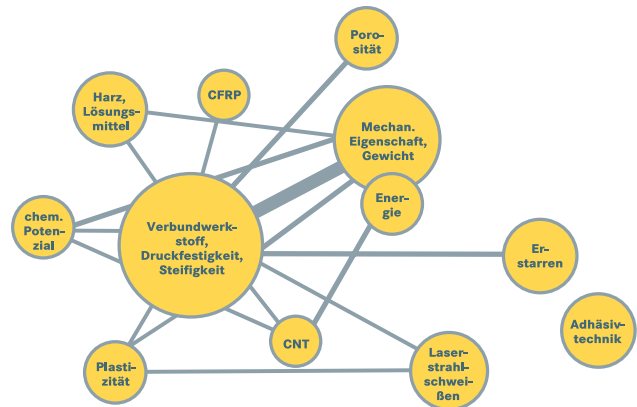 Poro-
sität
CFRP
Harz,
Lösungs-
mittel
Mechan.
Eigenschaft,
Gewicht
Ener-
gie
chem.
Poten-
zial
Verbundwerk-
stoff,
Druckfestigkeit,
Steifigkeit
Er-
starren
Adhäsiv-
technik
CNT
Plasti-
zität
Laser-
strahl-
schwei-
ßen